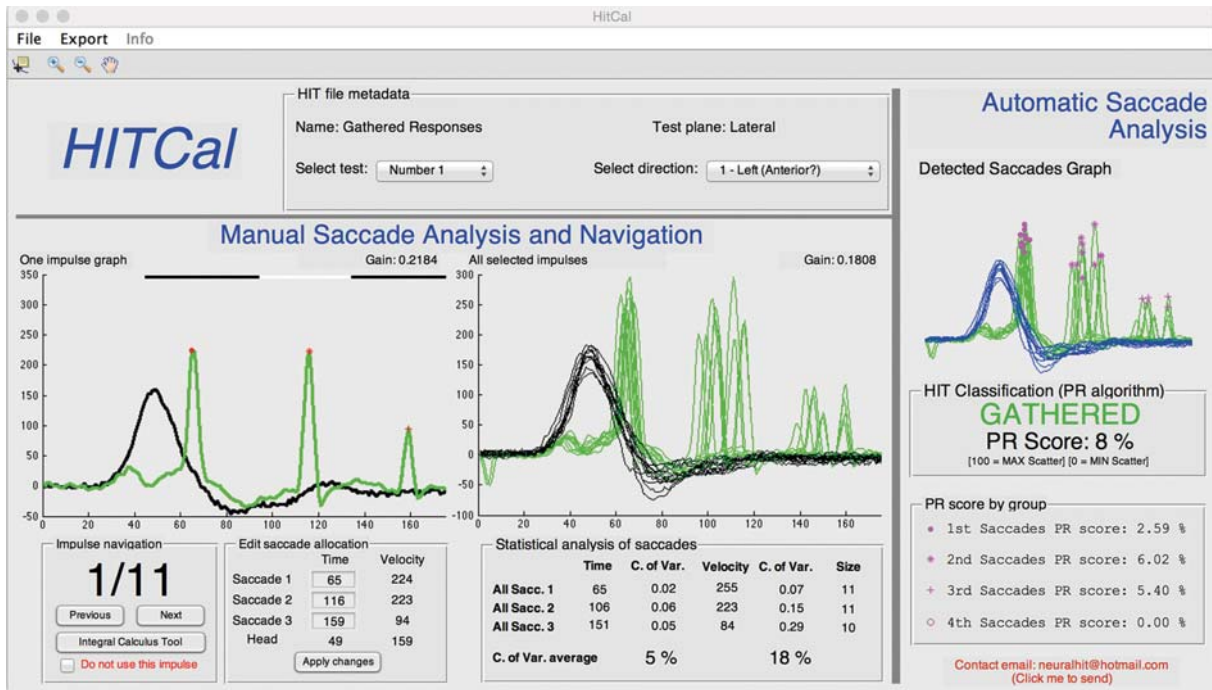 HitCal
File Export Info
HITCal
HIT file metadata
Name: Gathered Responses Test plane: Lateral
Select test: Number 1 Select direction: 1 - Left (Anterior?)
Manual Saccade Analysis and Navigation
One impulse graph Gain: 0.2184
350
300
250
200
150
100
50
0
-50
0 20 40 60 80 100 120 140 160
All selected impulses Gain: 0.1808
300
250
200
150
100
50
0
-50
-100
0 20 40 60 80 100 120 140 160
Impulse navigation
1/11
Previous Next
Integral Calculus Tool
Do not use this impulse
Edit saccade allocation
Time Velocity
Saccade 1 65 224
Saccade 2 116 223
Saccade 3 159 94
Head 49 159
Apply changes
Statistical analysis of saccades
Time C. of Var. Velocity C. of Var. Size
All Sacc. 1 65 0.02 255 0.07 11
All Sacc. 2 106 0.06 223 0.15 11
All Sacc. 3 151 0.05 84 0.29 10
C. of Var. average 5 % 18 %
Automatic Saccade
Analysis
Detected Saccades Graph
HIT Classification (PR algorithm)
GATHERED
PR Score: 8 %
[100 = MAX Scatter] [0 = MIN Scatter]
PR score by group
1st Saccades PR score: 2.59 %
2nd Saccades PR score: 6.02 %
3rd Saccades PR score: 5.40 %
4th Saccades PR score: 0.00 %
Contact email: neuralhit@hotmail.com
(Click me to send)